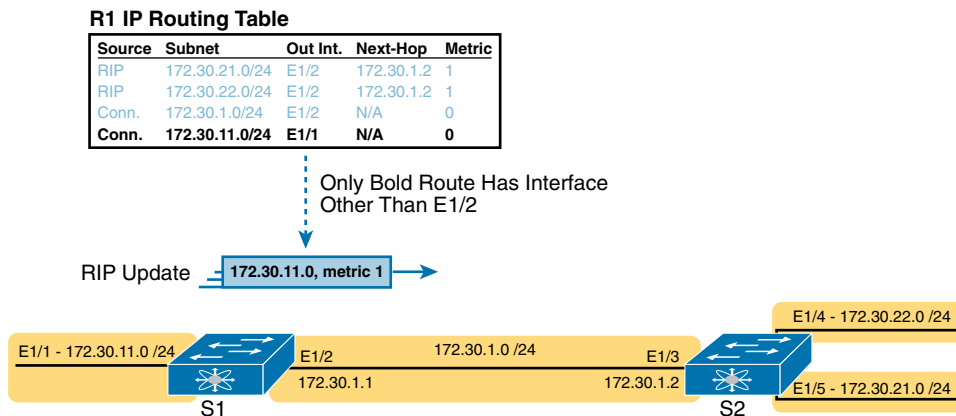 R1 IP Routing Table
Source Subnet Out Int. Next-Hop Metric
RIP 172.30.21.0/24 E1/2 172.30.1.2 1
RIP 172.30.22.0/24 E1/2 172.30.1.2 1
Conn. 172.30.1.0/24 E1/2 N/A 0
Conn. 172.30.11.0/24 E1/1 N/A 0
Only Bold Route Has Interface
Other Than E1/2
RIP Update
172.30.11.0, metric 1
E1/1 - 172.30.11.0 /24
E1/2
172.30.1.1
S1
172.30.1.0 /24
E1/3
172.30.1.2
S2
E1/4 - 172.30.22.0 /24
E1/5 - 172.30.21.0 /24